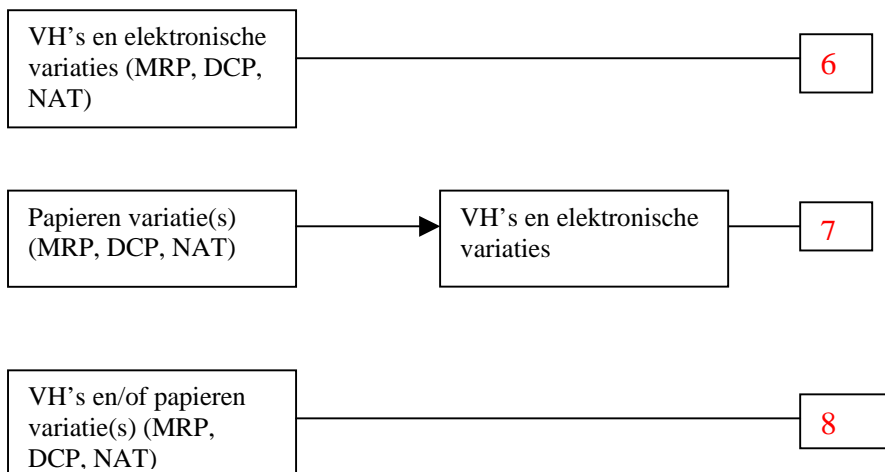 VH’s en elektronische
variaties (MRP, DCP,
NAT)
6
Papieren variatie(s)
(MRP, DCP, NAT)
VH’s en elektronische
variaties
7
VH’s en/of papieren
variatie(s) (MRP,
DCP, NAT)
8